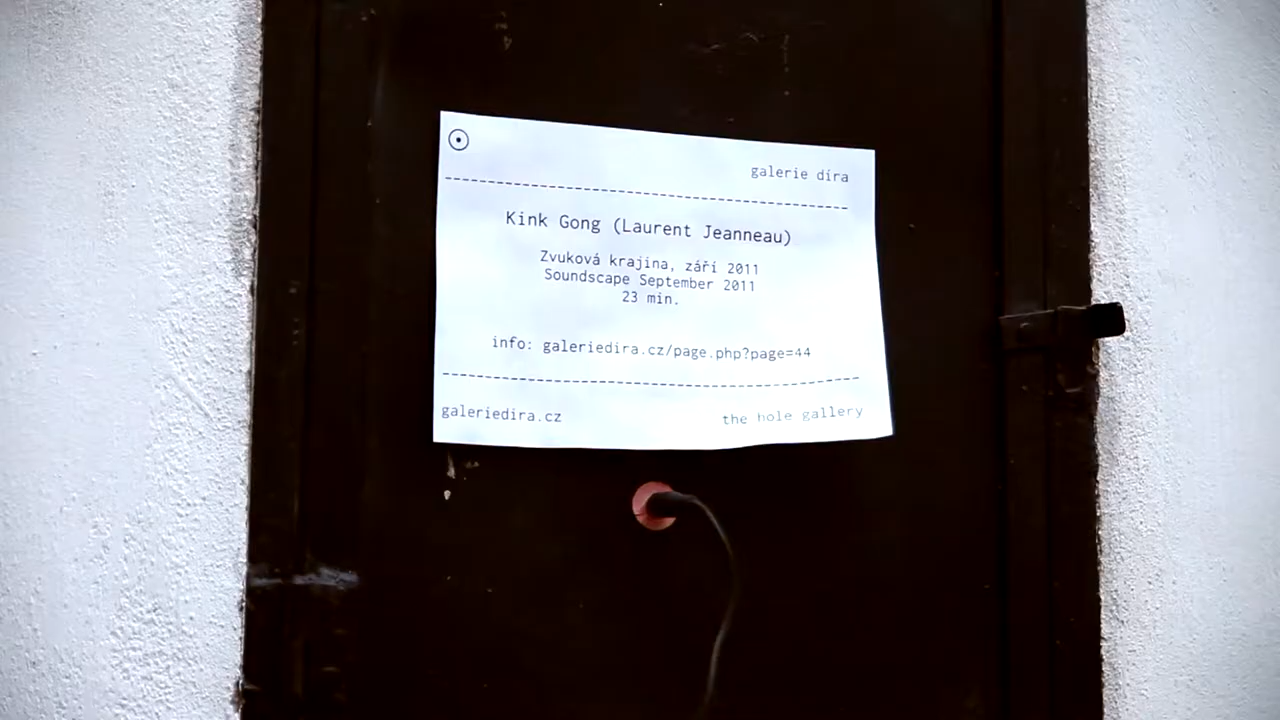 galerie díra
Kink Gong (Laurent Jeanneau)
Zvuková krajina, září 2011
Soundscape September 2011
23 min.
info: galeriedira.cz/page.php?page=44
galeriedira.cz
the hole gallery